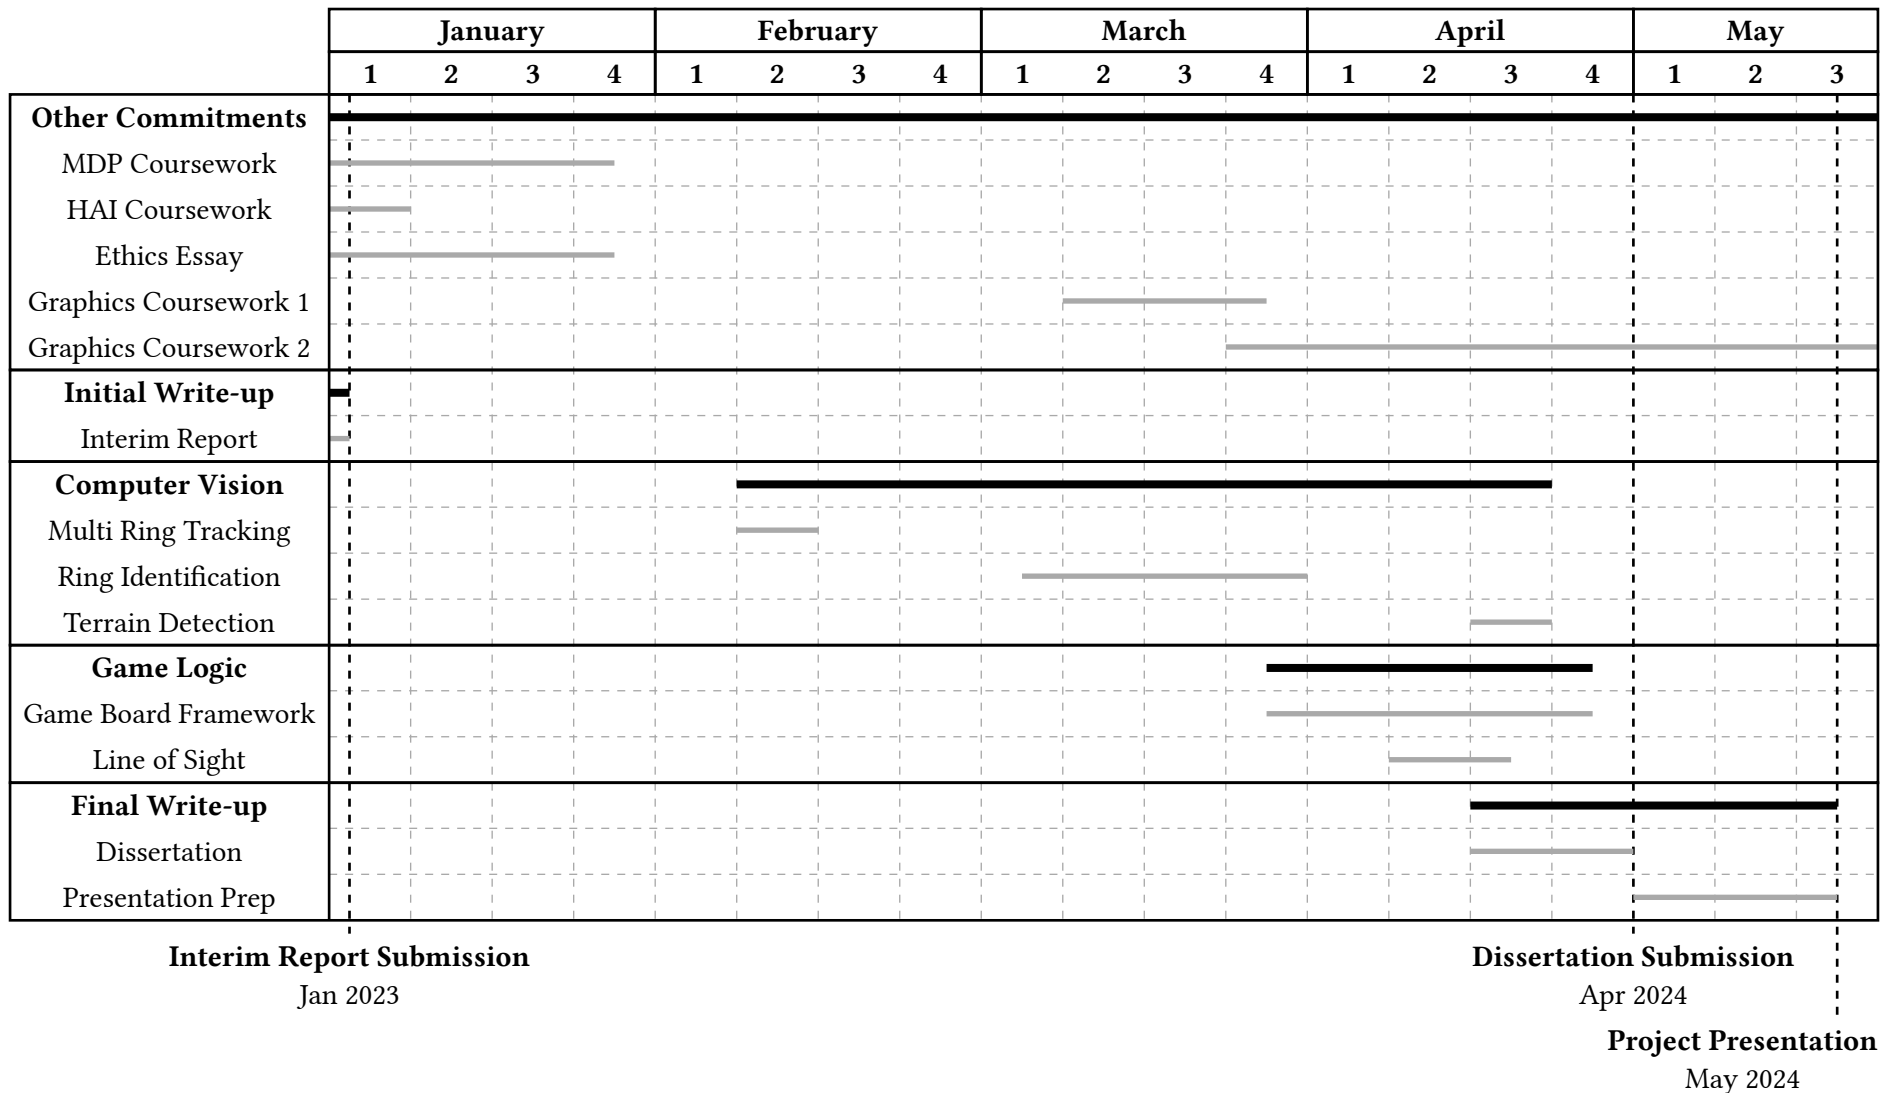 January February March April May
1 2 3 4 1 2 3 4 1 2 3 4 1 2 3 4 1 2 3
Other Commitments
MDP Coursework
HAI Coursework
Ethics Essay
Graphics Coursework 1
Graphics Coursework 2
Initial Write-up
Interim Report
Computer Vision
Multi Ring Tracking
Ring Identification
Terrain Detection
Game Logic
Game Board Framework
Line of Sight
Final Write-up
Dissertation
Presentation Prep
Interim Report Submission
Jan 2023
Dissertation Submission
Apr 2024
Project Presentation
May 2024